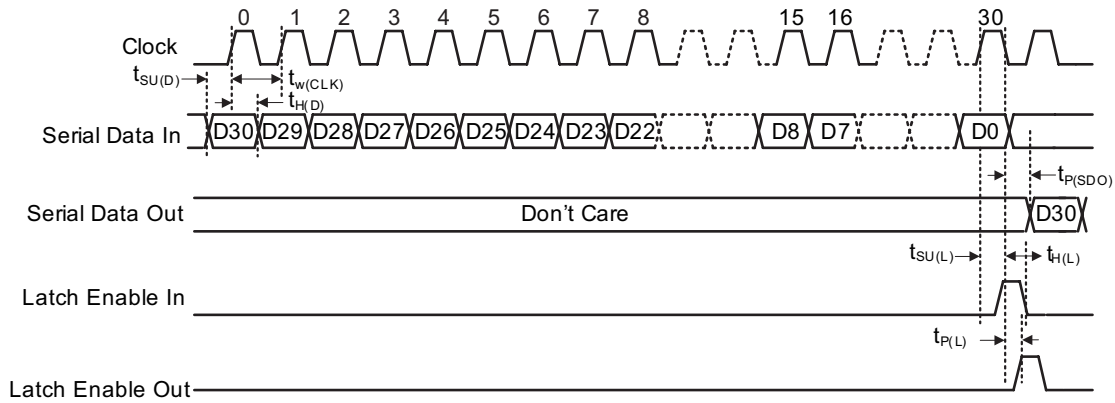 0 1 2 3 4 5 6 7 8 15 16 30
Clock
tSU(D)
tw(CLK)
tH(D)
Serial Data In D30 D29 D28 D27 D26 D25 D24 D23 D22 D8 D7 D0
tP(SDO)
Serial Data Out Don't Care D30
tSU(L) tH(L)
Latch Enable In
tP(L)
Latch Enable Out